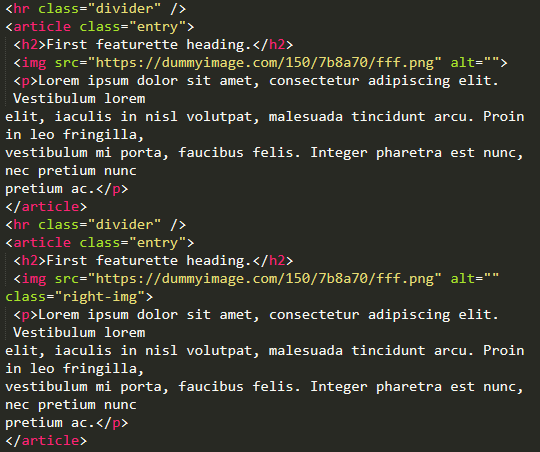 <hr class="divider" />
<article class="entry">
<h2>First featurette heading.</h2>
<img src="https://dummyimage.com/150/7b8a70/fff.png" alt="">
<p>Lorem ipsum dolor sit amet, consectetur adipiscing elit.
Vestibulum lorem
elit, iaculis in nisl volutpat, malesuada tincidunt arcu. Proin
in leo fringilla,
vestibulum mi porta, faucibus felis. Integer pharetra est nunc,
nec pretium nunc
pretium ac.</p>
</article>
<hr class="divider" />
<article class="entry">
<h2>First featurette heading.</h2>
<img src="https://dummyimage.com/150/7b8a70/fff.png" alt=""
class="right-img">
<p>Lorem ipsum dolor sit amet, consectetur adipiscing elit.
Vestibulum lorem
elit, iaculis in nisl volutpat, malesuada tincidunt arcu. Proin
in leo fringilla,
vestibulum mi porta, faucibus felis. Integer pharetra est nunc,
nec pretium nunc
pretium ac.</p>
</article>